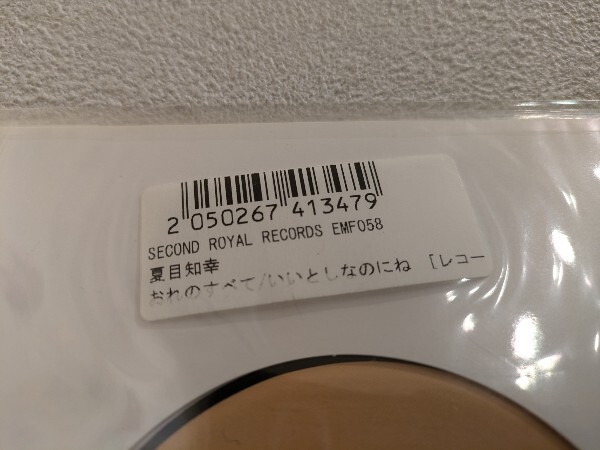 2 050267 413479
SECOND ROYAL RECORDS EMF058
夏目知幸
おれのすべて/いいとしなのにね [レコー